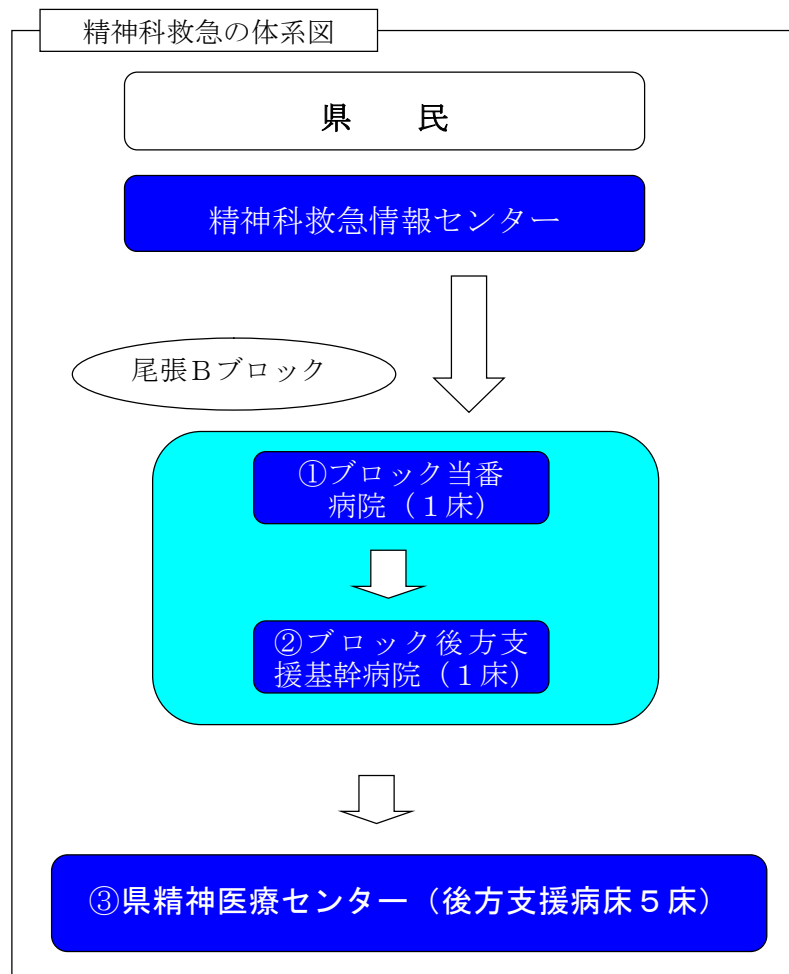 精神科救急の体系図
県　　民
精神科救急情報センター
尾張Ｂブロック
①ブロック当番
病院（１床）
②ブロック後方支
援基幹病院（１床）
③県精神医療センター（後方支援病床５床）